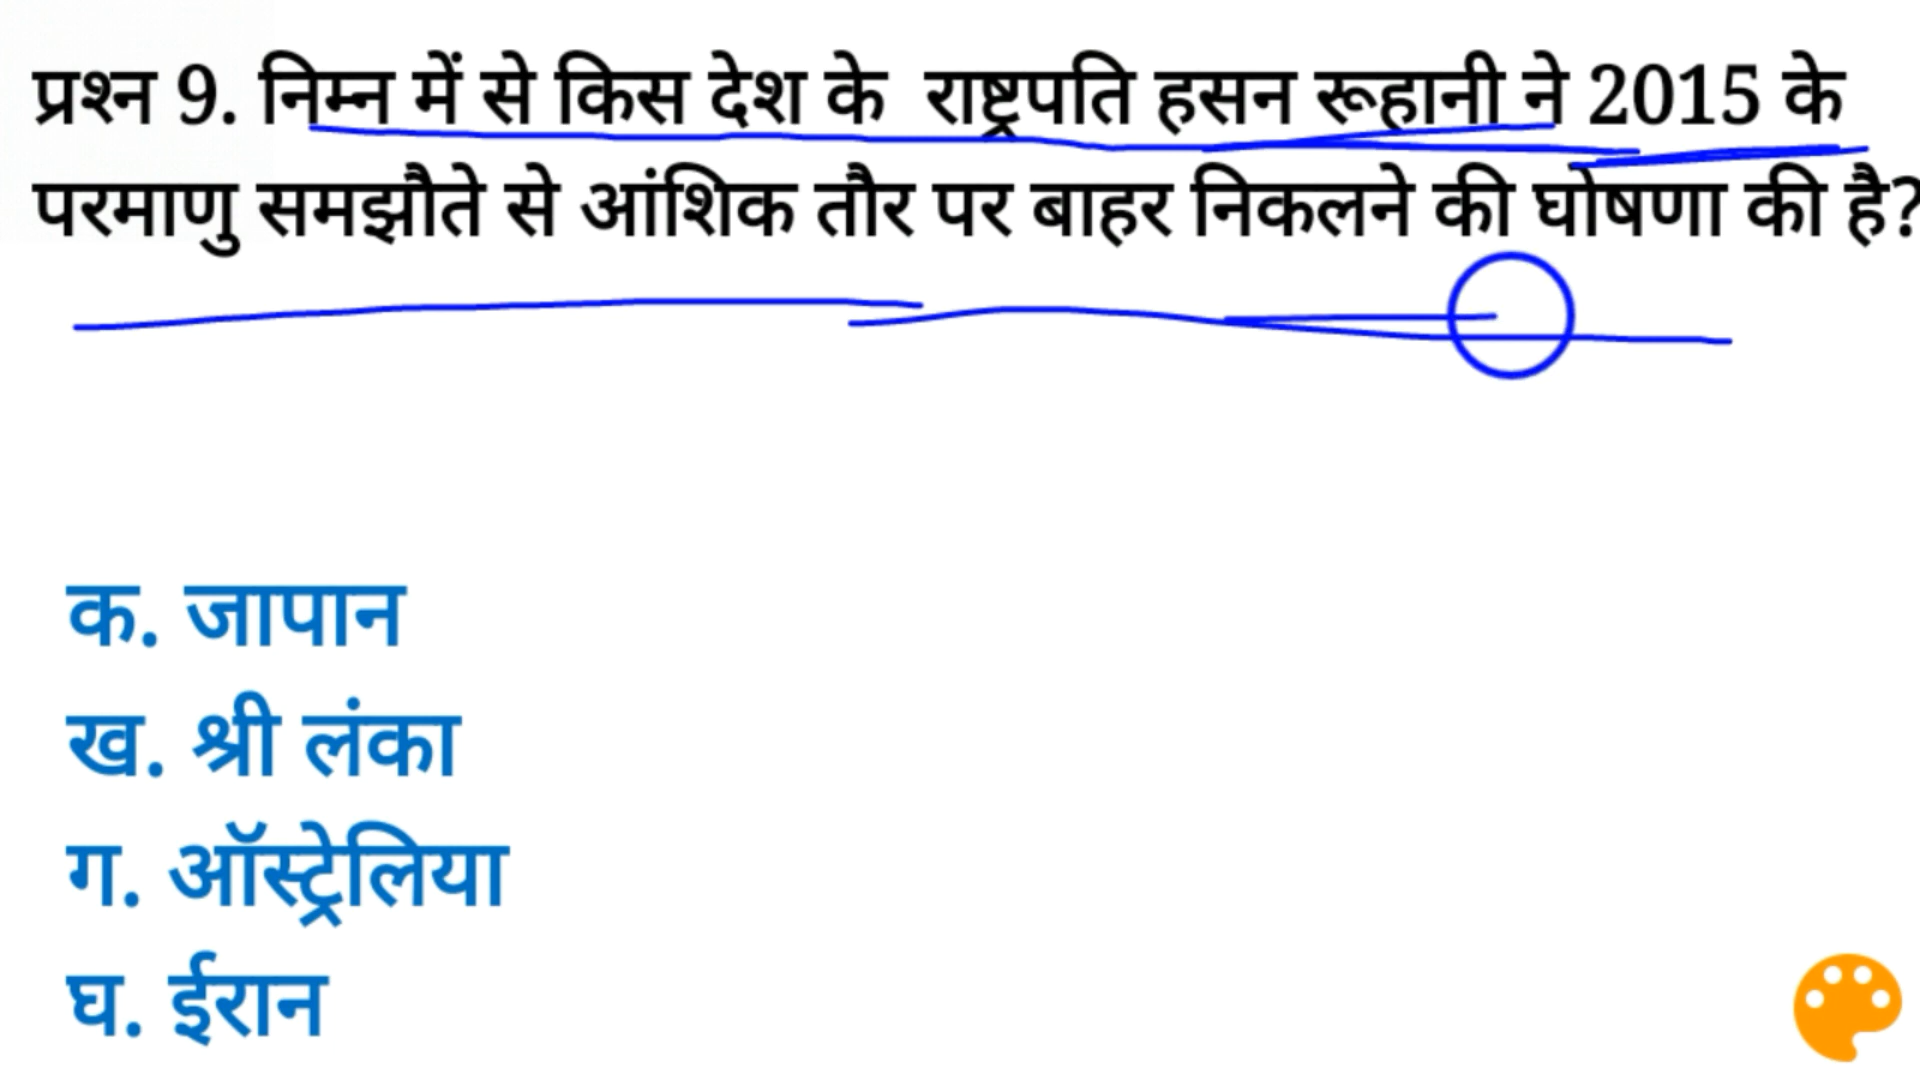 प्रश्न 9. निम्न में से किस देश के राष्ट्रपति हसन रूहानी ने 2015 के
परमाणु समझौते से आंशिक तौर पर बाहर निकलने की घोषणा की है?
क. जापान
ख. श्री लंका
ग. ऑस्ट्रेलिया
घ. ईरान